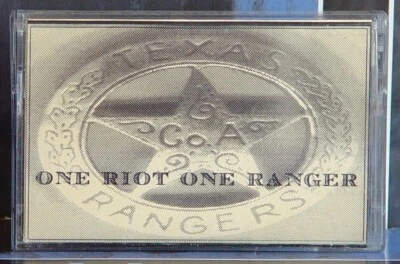 TEXAS
Co. A
ONE RIOT ONE RANGER
RANGERS